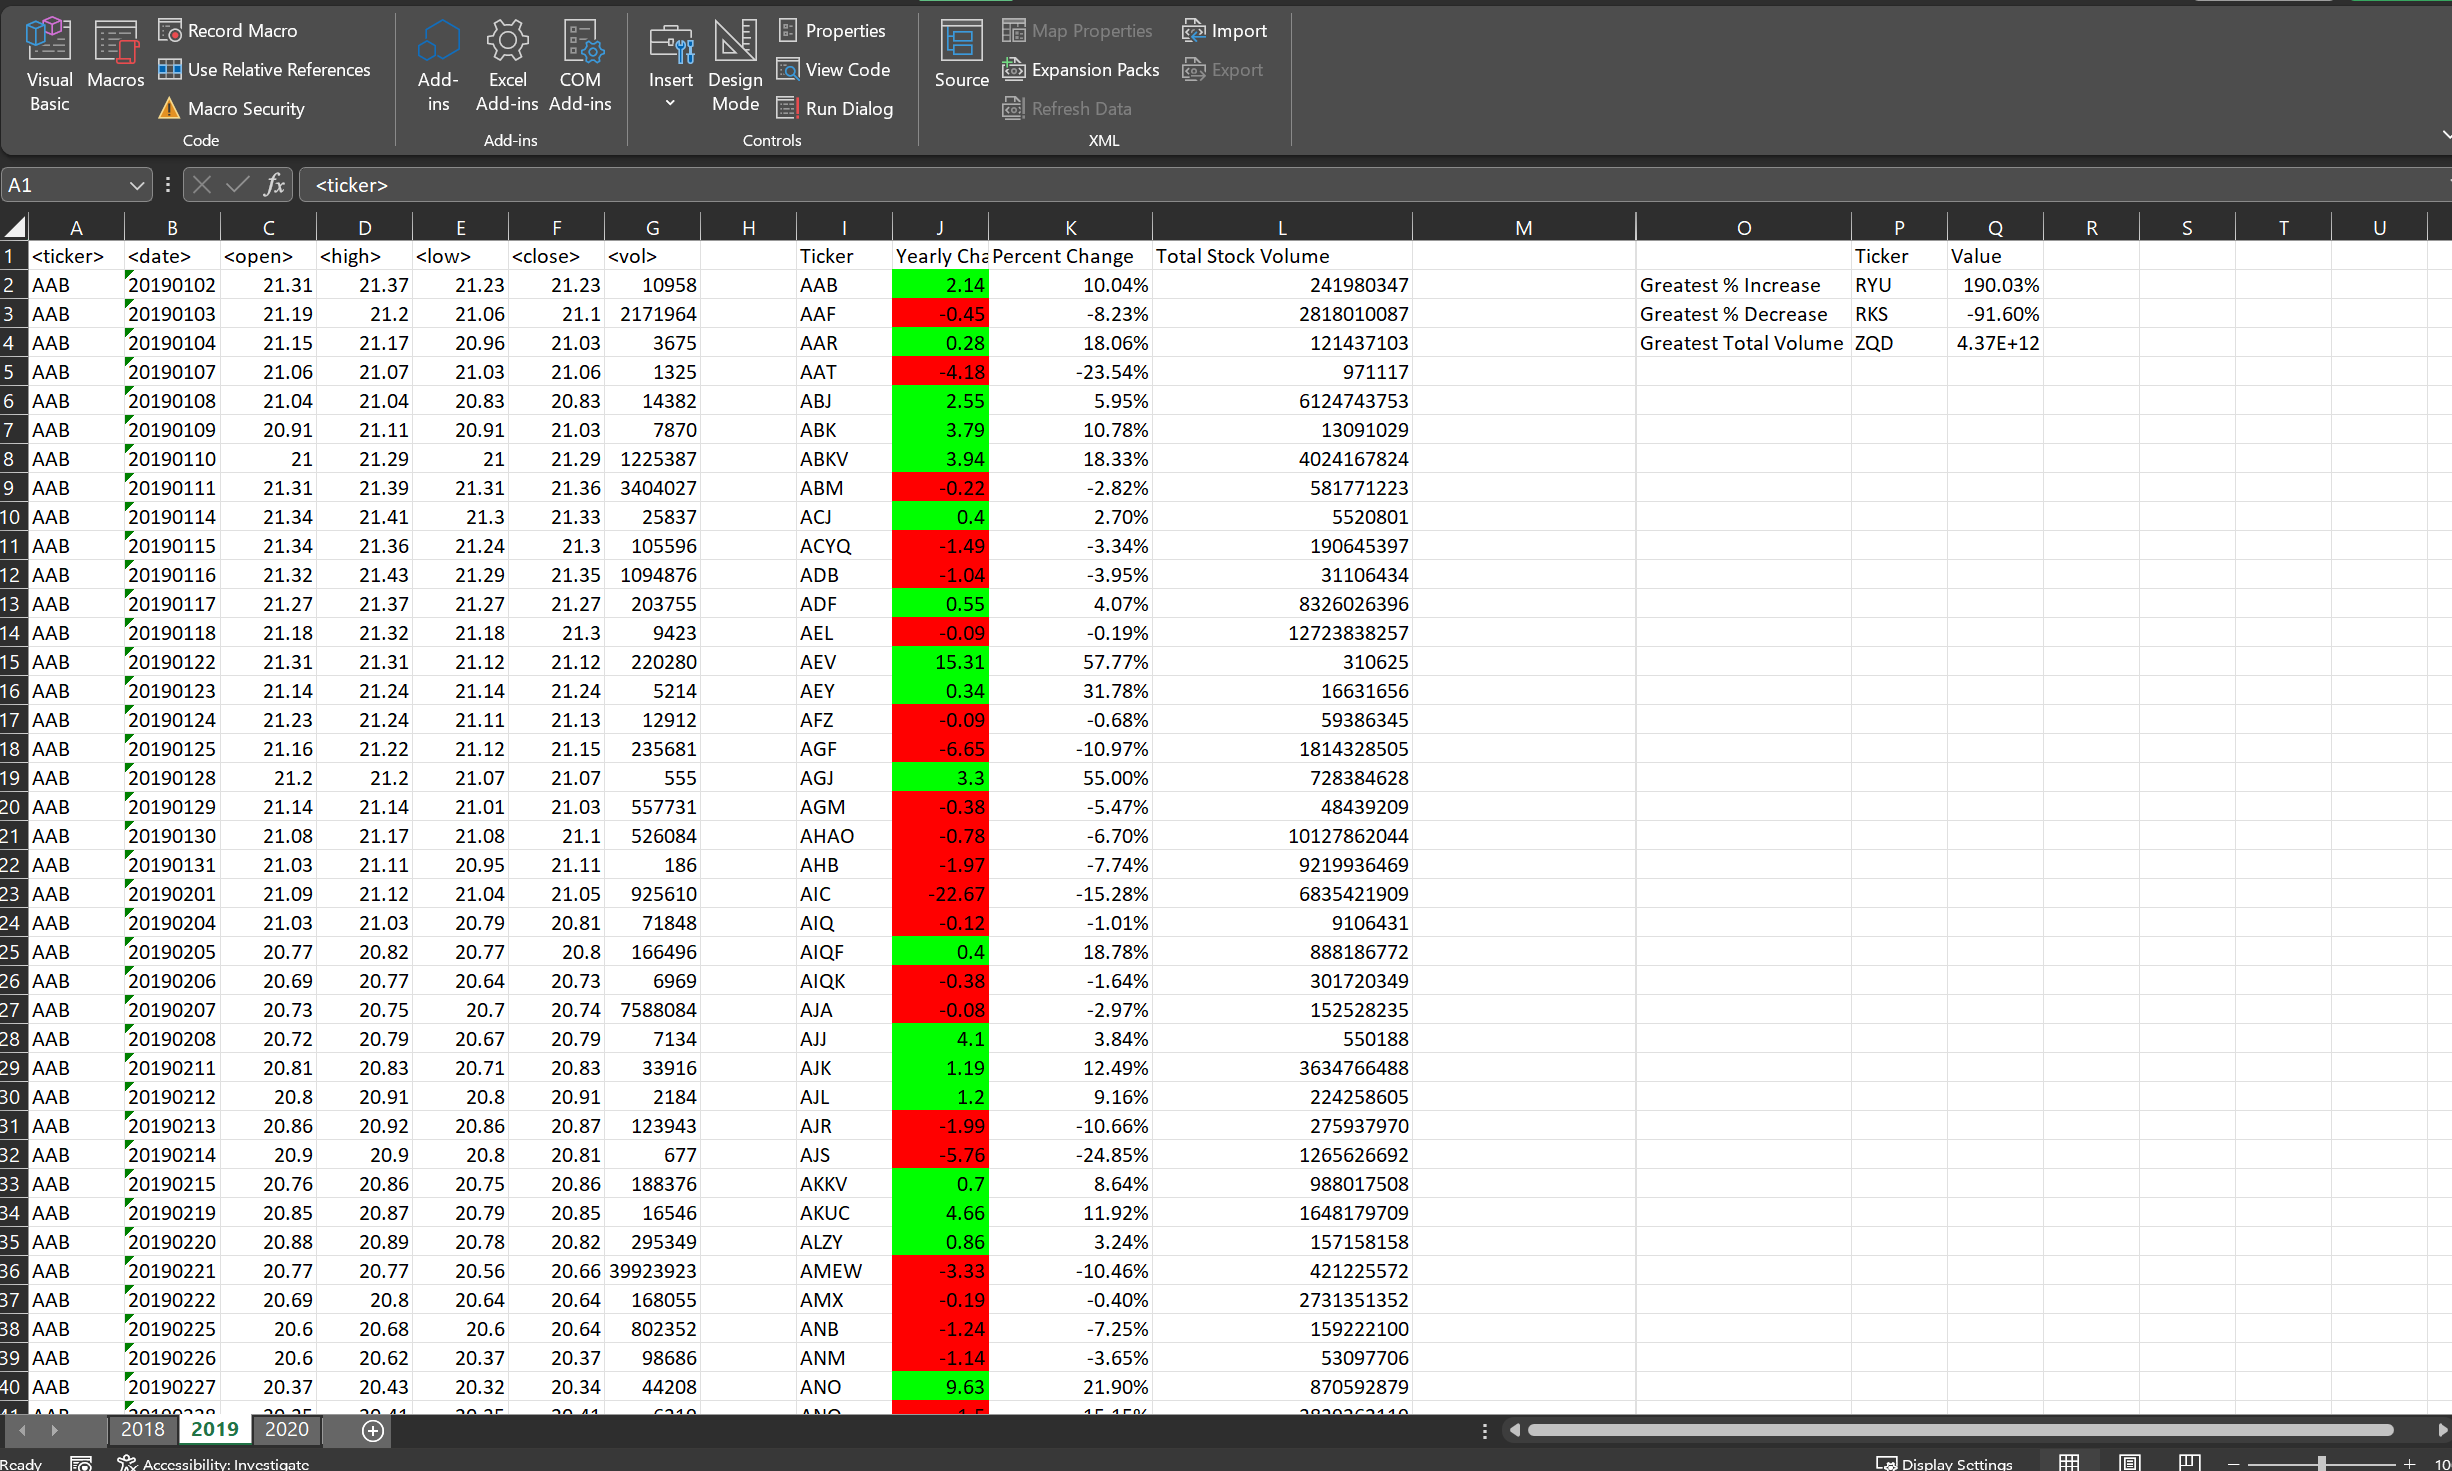 Visual Basic
Macros
Record Macro
Use Relative References
Macro Security
Code
Add-ins
Excel Add-ins
COM Add-ins
Add-ins
Insert
Design Mode
Properties
View Code
Run Dialog
Controls
Source
Map Properties
Expansion Packs
Refresh Data
Import
Export
XML
A1 fx <ticker>
A B C D E F G H I J K L M O P Q R S T U
1 <ticker> <date> <open> <high> <low> <close> <vol> Ticker Yearly Cha Percent Change Total Stock Volume Ticker Value
2 AAB 20190102 21.31 21.37 21.23 21.23 10958 AAB 2.14 10.04% 241980347 Greatest % Increase RYU 190.03%
3 AAB 20190103 21.19 21.2 21.06 21.1 2171964 AAF -0.45 -8.23% 2818010087 Greatest % Decrease RKS -91.60%
4 AAB 20190104 21.15 21.17 20.96 21.03 3675 AAR 0.28 18.06% 121437103 Greatest Total Volume ZQD 4.37E+12
5 AAB 20190107 21.06 21.07 21.03 21.06 1325 AAT -4.18 -23.54% 971117
6 AAB 20190108 21.04 21.04 20.83 20.83 14382 ABJ 2.55 5.95% 6124743753
7 AAB 20190109 20.91 21.11 20.91 21.03 7870 ABK 3.79 10.78% 13091029
8 AAB 20190110 21 21.29 21 21.29 1225387 ABKV 3.94 18.33% 4024167824
9 AAB 20190111 21.31 21.39 21.31 21.36 3404027 ABM -0.22 -2.82% 581771223
10 AAB 20190114 21.34 21.41 21.3 21.33 25837 ACJ 0.4 2.70% 5520801
11 AAB 20190115 21.34 21.36 21.24 21.3 105596 ACYQ -1.49 -3.34% 190645397
12 AAB 20190116 21.32 21.43 21.29 21.35 1094876 ADB -1.04 -3.95% 31106434
13 AAB 20190117 21.27 21.37 21.27 21.27 203755 ADF 0.55 4.07% 8326026396
14 AAB 20190118 21.18 21.32 21.18 21.3 9423 AEL -0.09 -0.19% 12723838257
15 AAB 20190122 21.31 21.31 21.12 21.12 220280 AEV 15.31 57.77% 310625
16 AAB 20190123 21.14 21.24 21.14 21.24 5214 AEY 0.34 31.78% 16631656
17 AAB 20190124 21.23 21.24 21.11 21.13 12912 AFZ -0.09 -0.68% 59386345
18 AAB 20190125 21.16 21.22 21.12 21.15 235681 AGF -6.65 -10.97% 1814328505
19 AAB 20190128 21.2 21.2 21.07 21.07 555 AGJ 3.3 55.00% 728384628
20 AAB 20190129 21.14 21.14 21.01 21.03 557731 AGM -0.38 -5.47% 48439209
21 AAB 20190130 21.08 21.17 21.08 21.1 526084 AHAO -0.78 -6.70% 10127862044
22 AAB 20190131 21.03 21.11 20.95 21.11 186 AHB -1.97 -7.74% 9219936469
23 AAB 20190201 21.09 21.12 21.04 21.05 925610 AIC -22.67 -15.28% 6835421909
24 AAB 20190204 21.03 21.03 20.79 20.81 71848 AIQ -0.12 -1.01% 9106431
25 AAB 20190205 20.77 20.82 20.77 20.8 166496 AIQF 0.4 18.78% 888186772
26 AAB 20190206 20.69 20.77 20.64 20.73 6969 AIQK -0.38 -1.64% 301720349
27 AAB 20190207 20.73 20.75 20.7 20.74 7588084 AJA -0.08 -2.97% 152528235
28 AAB 20190208 20.72 20.79 20.67 20.79 7134 AJJ 4.1 3.84% 550188
29 AAB 20190211 20.81 20.83 20.71 20.83 33916 AJK 1.19 12.49% 3634766488
30 AAB 20190212 20.8 20.91 20.8 20.91 2184 AJL 1.2 9.16% 224258605
31 AAB 20190213 20.86 20.92 20.86 20.87 123943 AJR -1.99 -10.66% 275937970
32 AAB 20190214 20.9 20.9 20.8 20.81 677 AJS -5.76 -24.85% 1265626692
33 AAB 20190215 20.76 20.86 20.75 20.86 188376 AKKV 0.7 8.64% 988017508
34 AAB 20190219 20.85 20.87 20.79 20.85 16546 AKUC 4.66 11.92% 1648179709
35 AAB 20190220 20.88 20.89 20.78 20.82 295349 ALZY 0.86 3.24% 157158158
36 AAB 20190221 20.77 20.77 20.56 20.66 39923923 AMEW -3.33 -10.46% 421225572
37 AAB 20190222 20.69 20.8 20.64 20.64 168055 AMX -0.19 -0.40% 2731351352
38 AAB 20190225 20.6 20.68 20.6 20.64 802352 ANB -1.24 -7.25% 159222100
39 AAB 20190226 20.6 20.62 20.37 20.37 98686 ANM -1.14 -3.65% 53097706
40 AAB 20190227 20.37 20.43 20.32 20.34 44208 ANO 9.63 21.90% 870592879
2018 2019 2020
Ready Accessibility: Investigate Display Settings